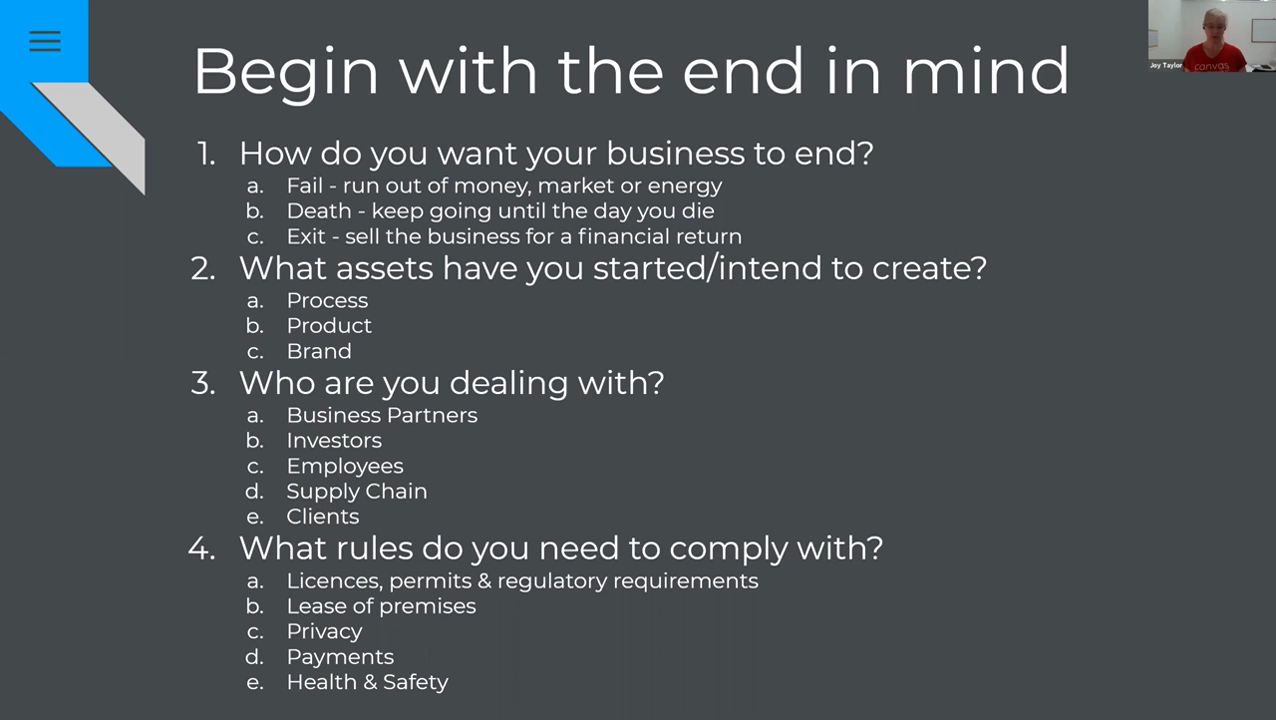 Begin with the end in mind
Joy Taylor
canvas
1. How do you want your business to end?
a. Fail - run out of money, market or energy
b. Death - keep going until the day you die
c. Exit - sell the business for a financial return
2. What assets have you started/intend to create?
a. Process
b. Product
c. Brand
3. Who are you dealing with?
a. Business Partners
b. Investors
c. Employees
d. Supply Chain
e. Clients
4. What rules do you need to comply with?
a. Licences, permits & regulatory requirements
b. Lease of premises
c. Privacy
d. Payments
e. Health & Safety